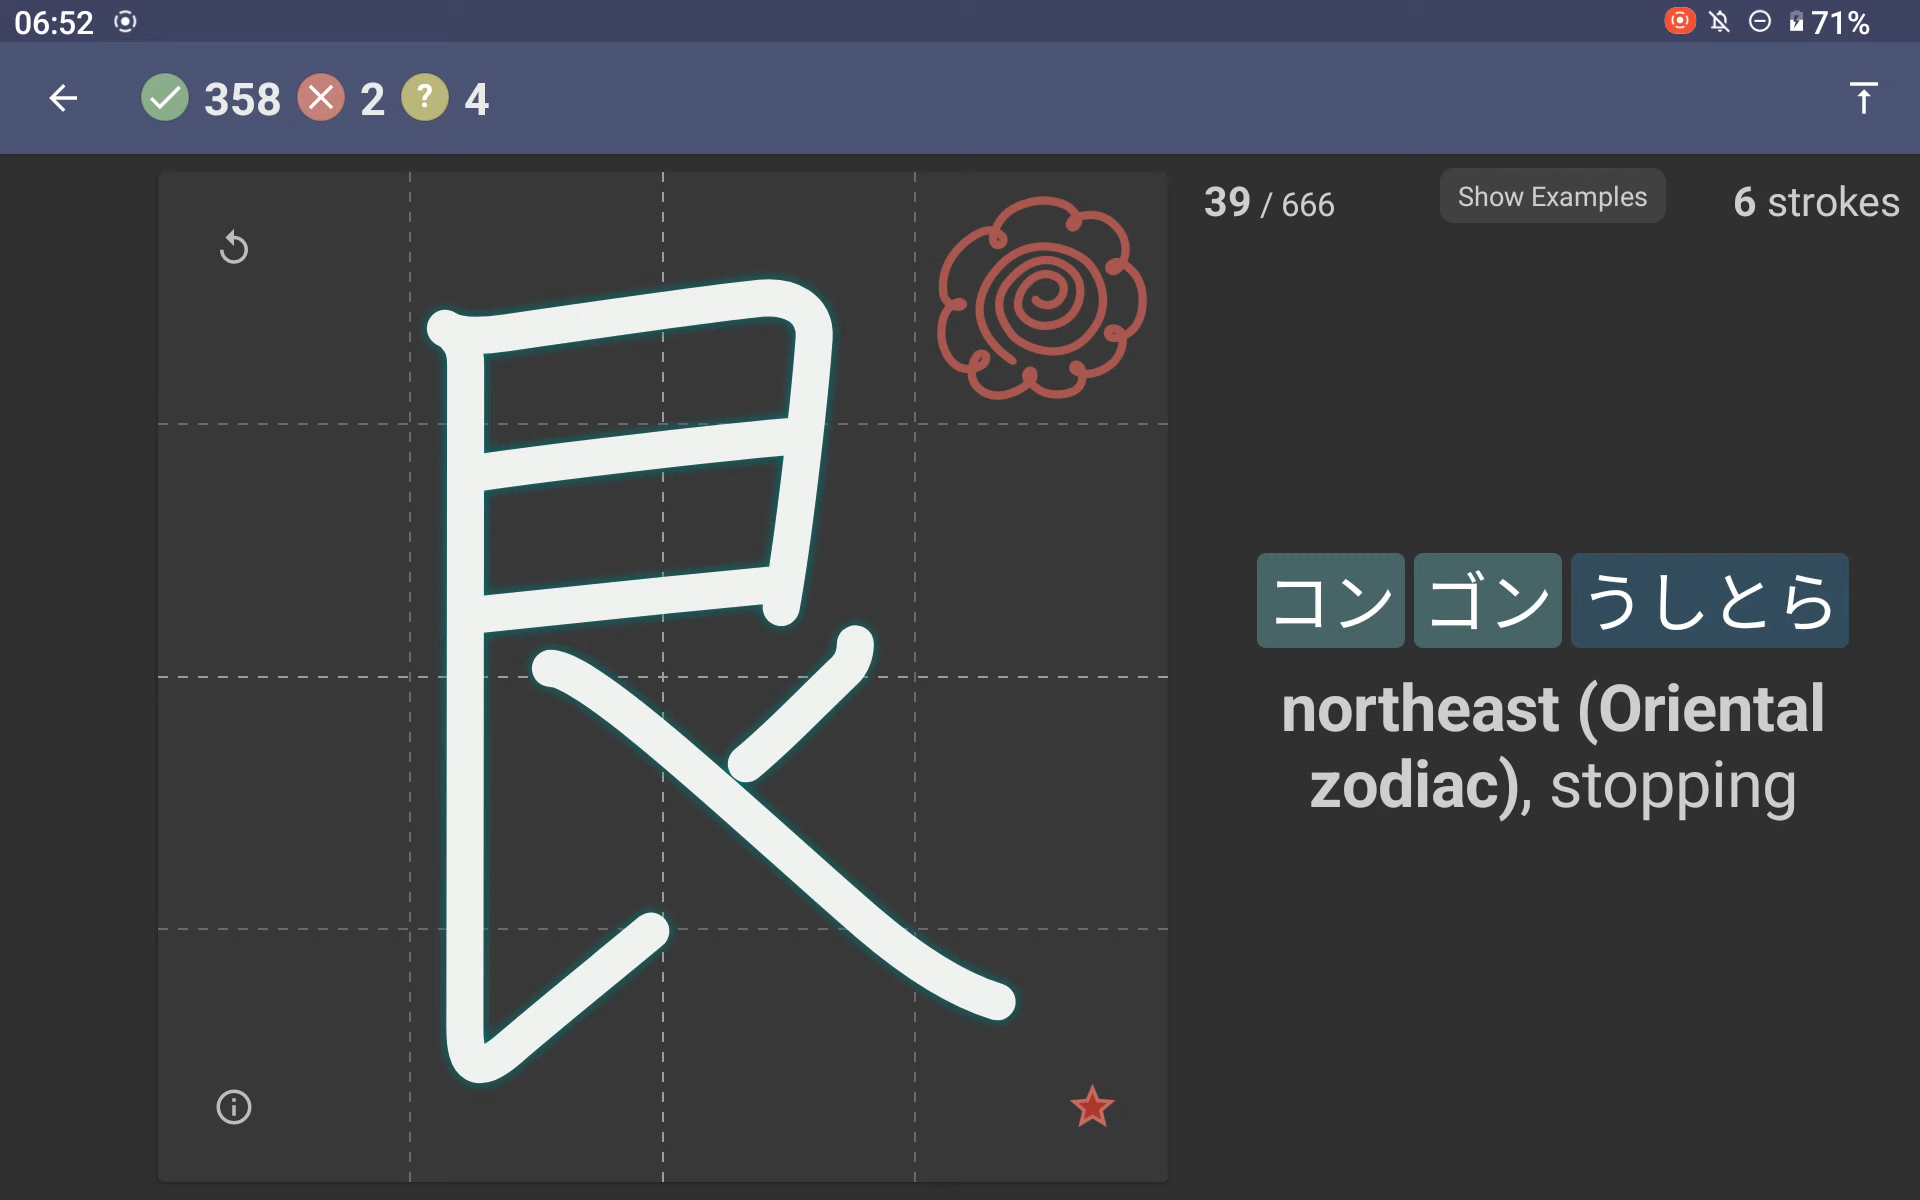 06:52 71%
358 2 ? 4
39 / 666 Show Examples 6 strokes
艮
コン ゴン うしとら
northeast (Oriental
zodiac), stopping